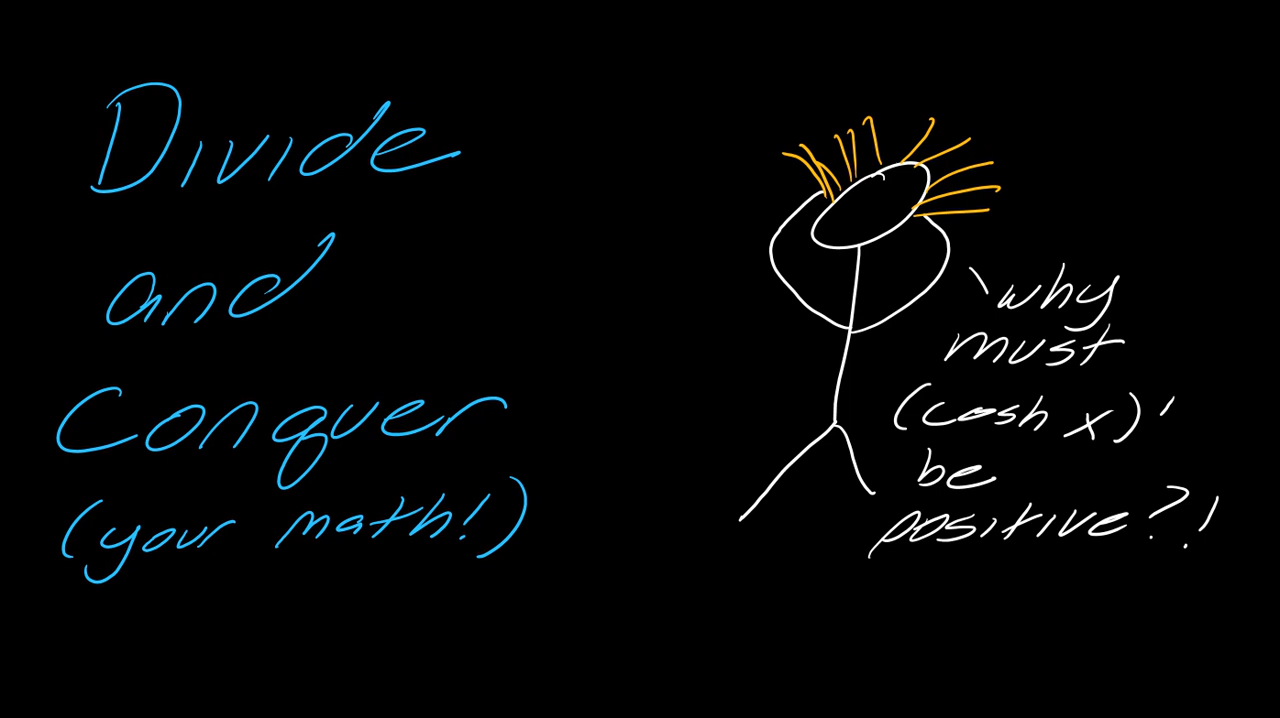 Divide
and
Conquer
(your math!)
why
must
(cosh x)'
be
positive?!